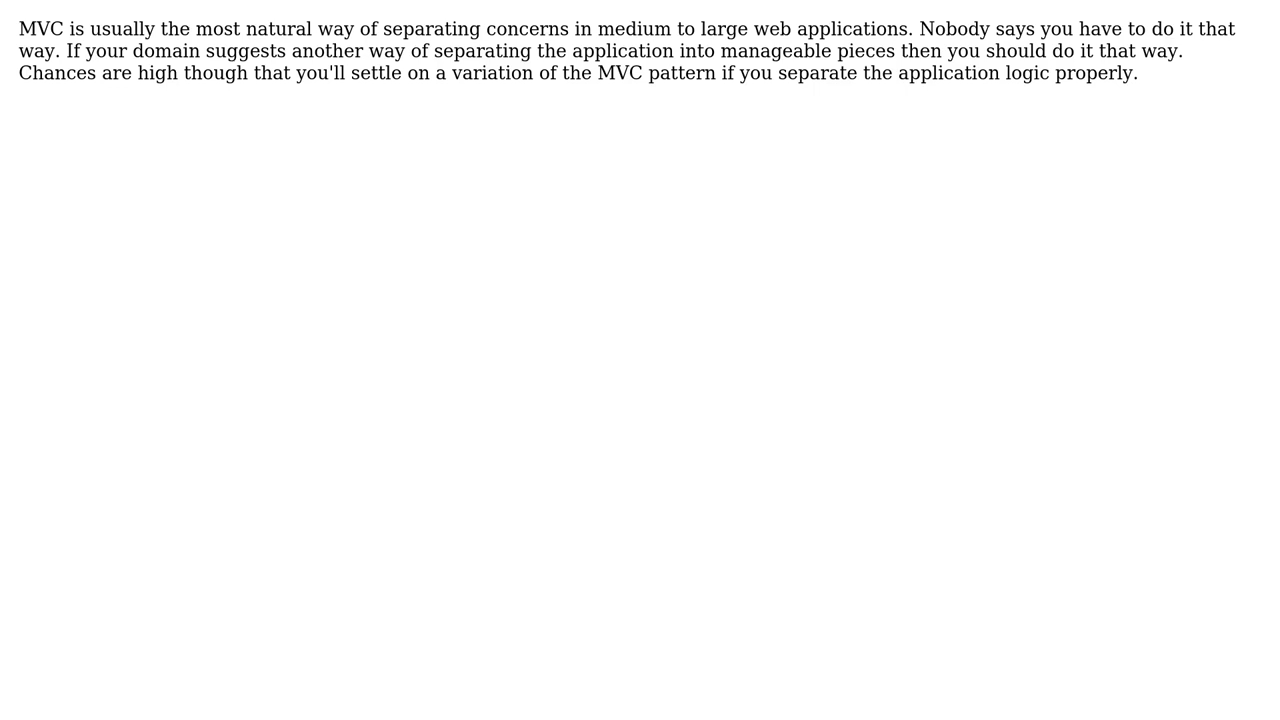 MVC is usually the most natural way of separating concerns in medium to large web applications. Nobody says you have to do it that
way. If your domain suggests another way of separating the application into manageable pieces then you should do it that way.
Chances are high though that you'll settle on a variation of the MVC pattern if you separate the application logic properly.